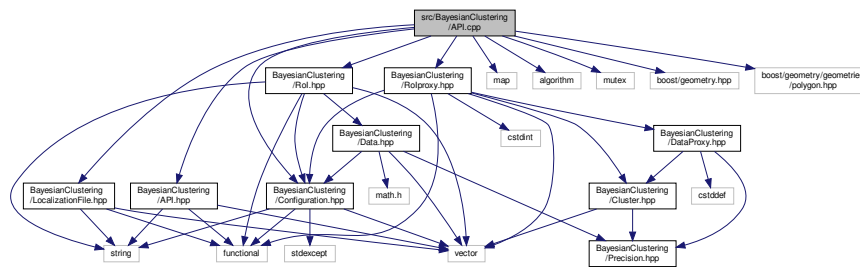 src/BayesianClustering
/API.cpp
BayesianClustering
/RoI.hpp
BayesianClustering
/RoIproxy.hpp
map
algorithm
mutex
boost/geometry.hpp
boost/geometry/geometries
/polygon.hpp
BayesianClustering
/Data.hpp
cstdint
BayesianClustering
/DataProxy.hpp
BayesianClustering
/LocalizationFile.hpp
BayesianClustering
/API.hpp
BayesianClustering
/Configuration.hpp
math.h
BayesianClustering
/Cluster.hpp
cstddef
string
functional
stdexcept
vector
BayesianClustering
/Precision.hpp